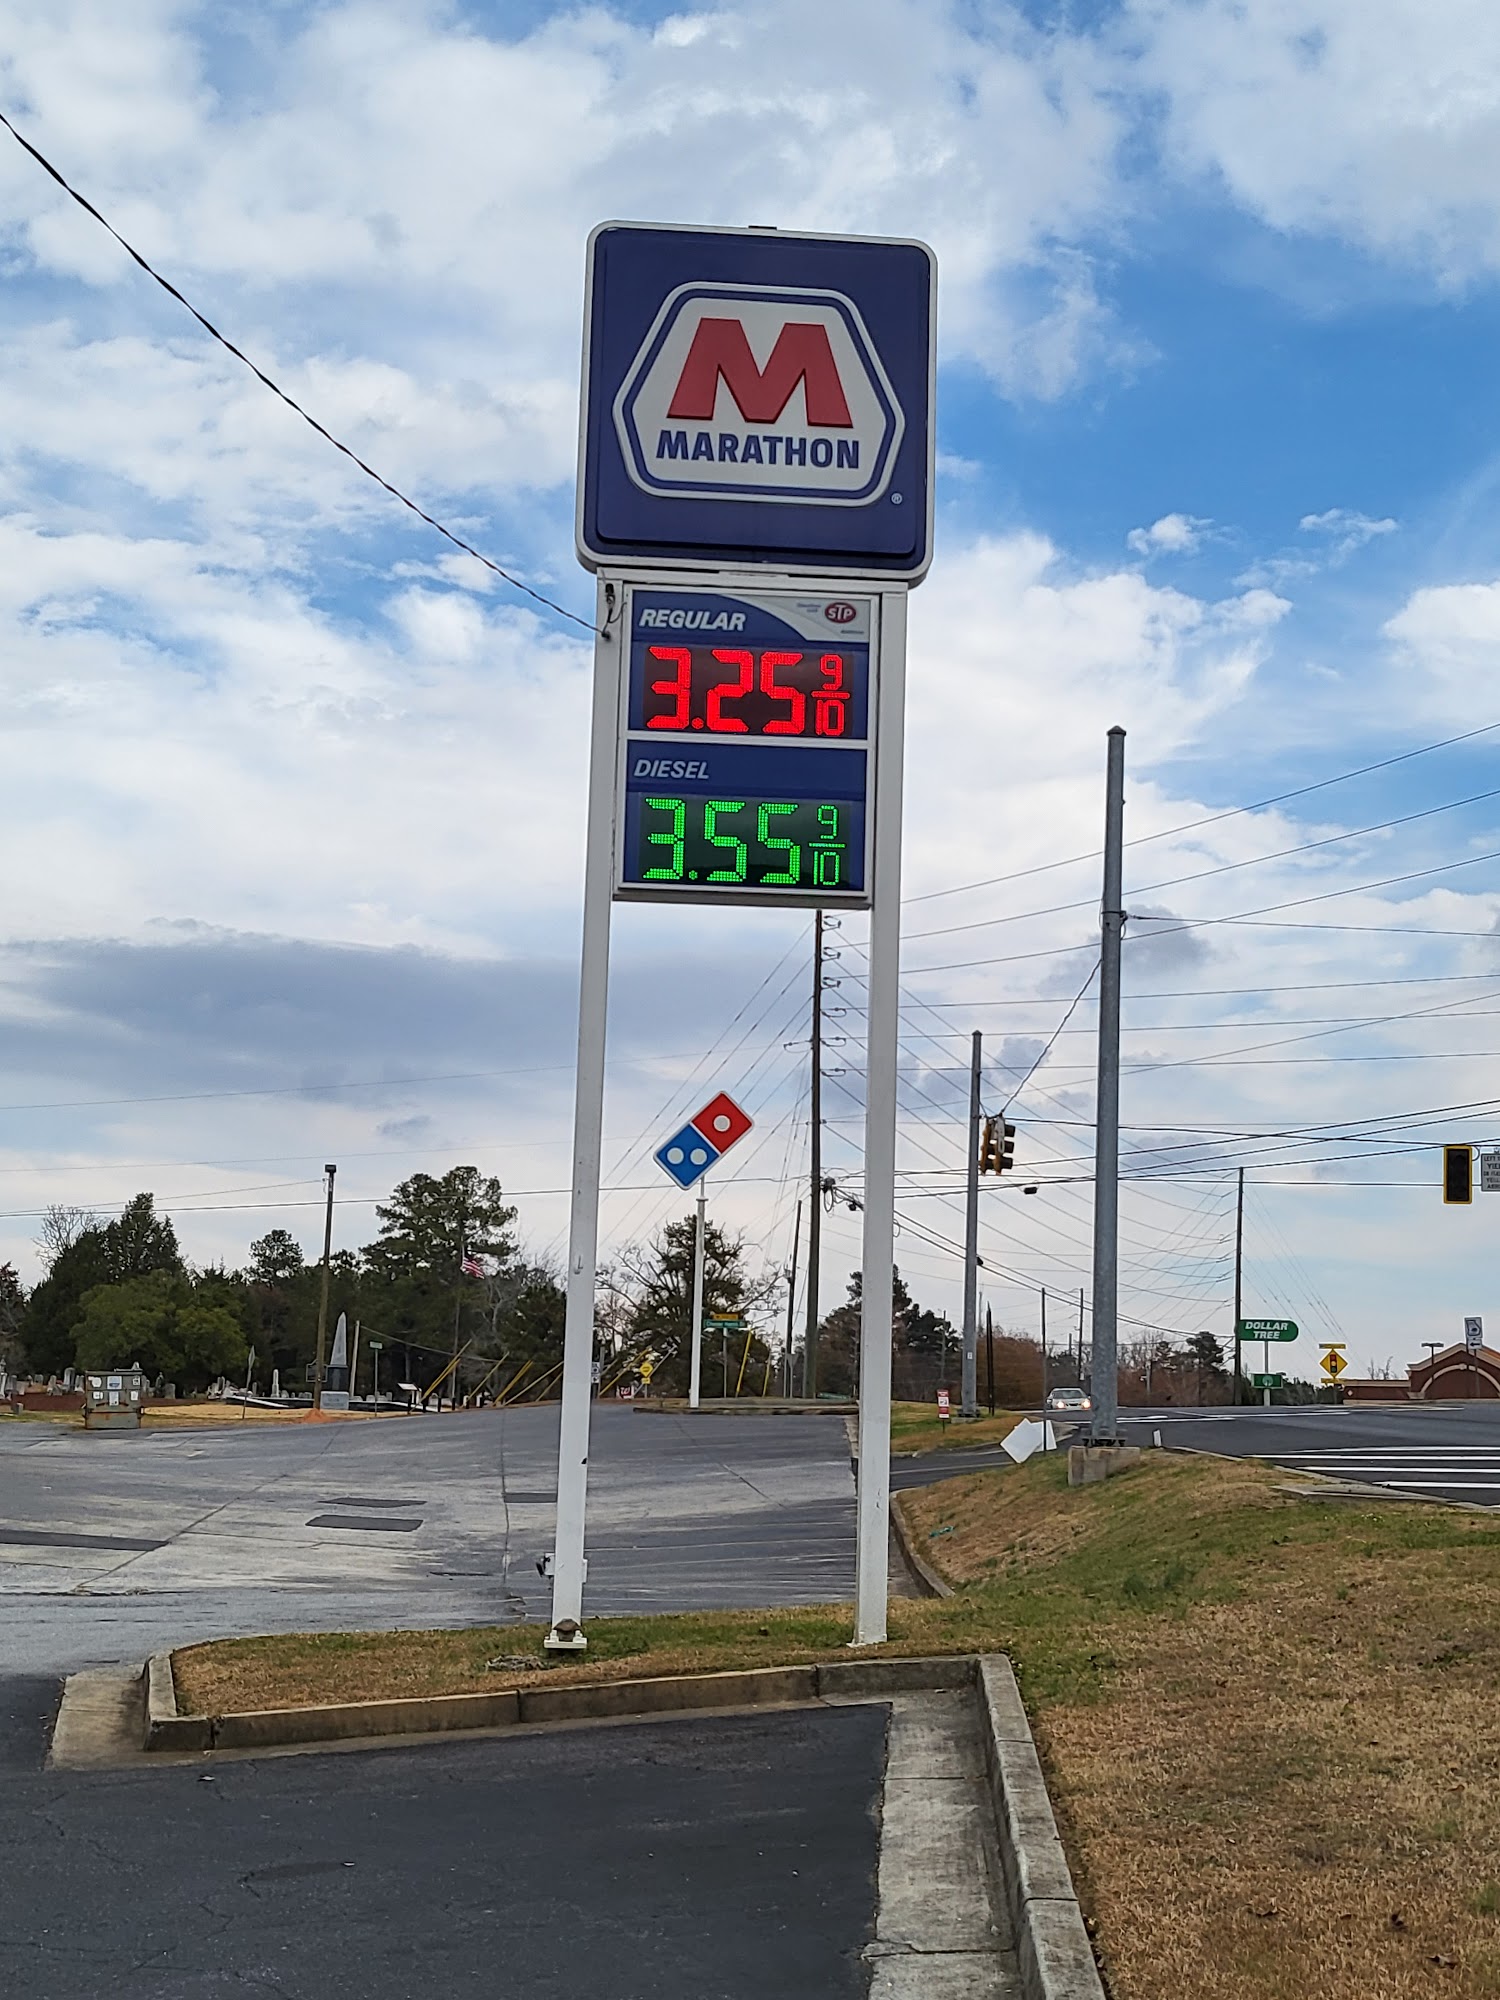 M
MARATHON
®
REGULAR
STP
3.25 9/10
DIESEL
3.55 9/10
DOLLAR
TREE